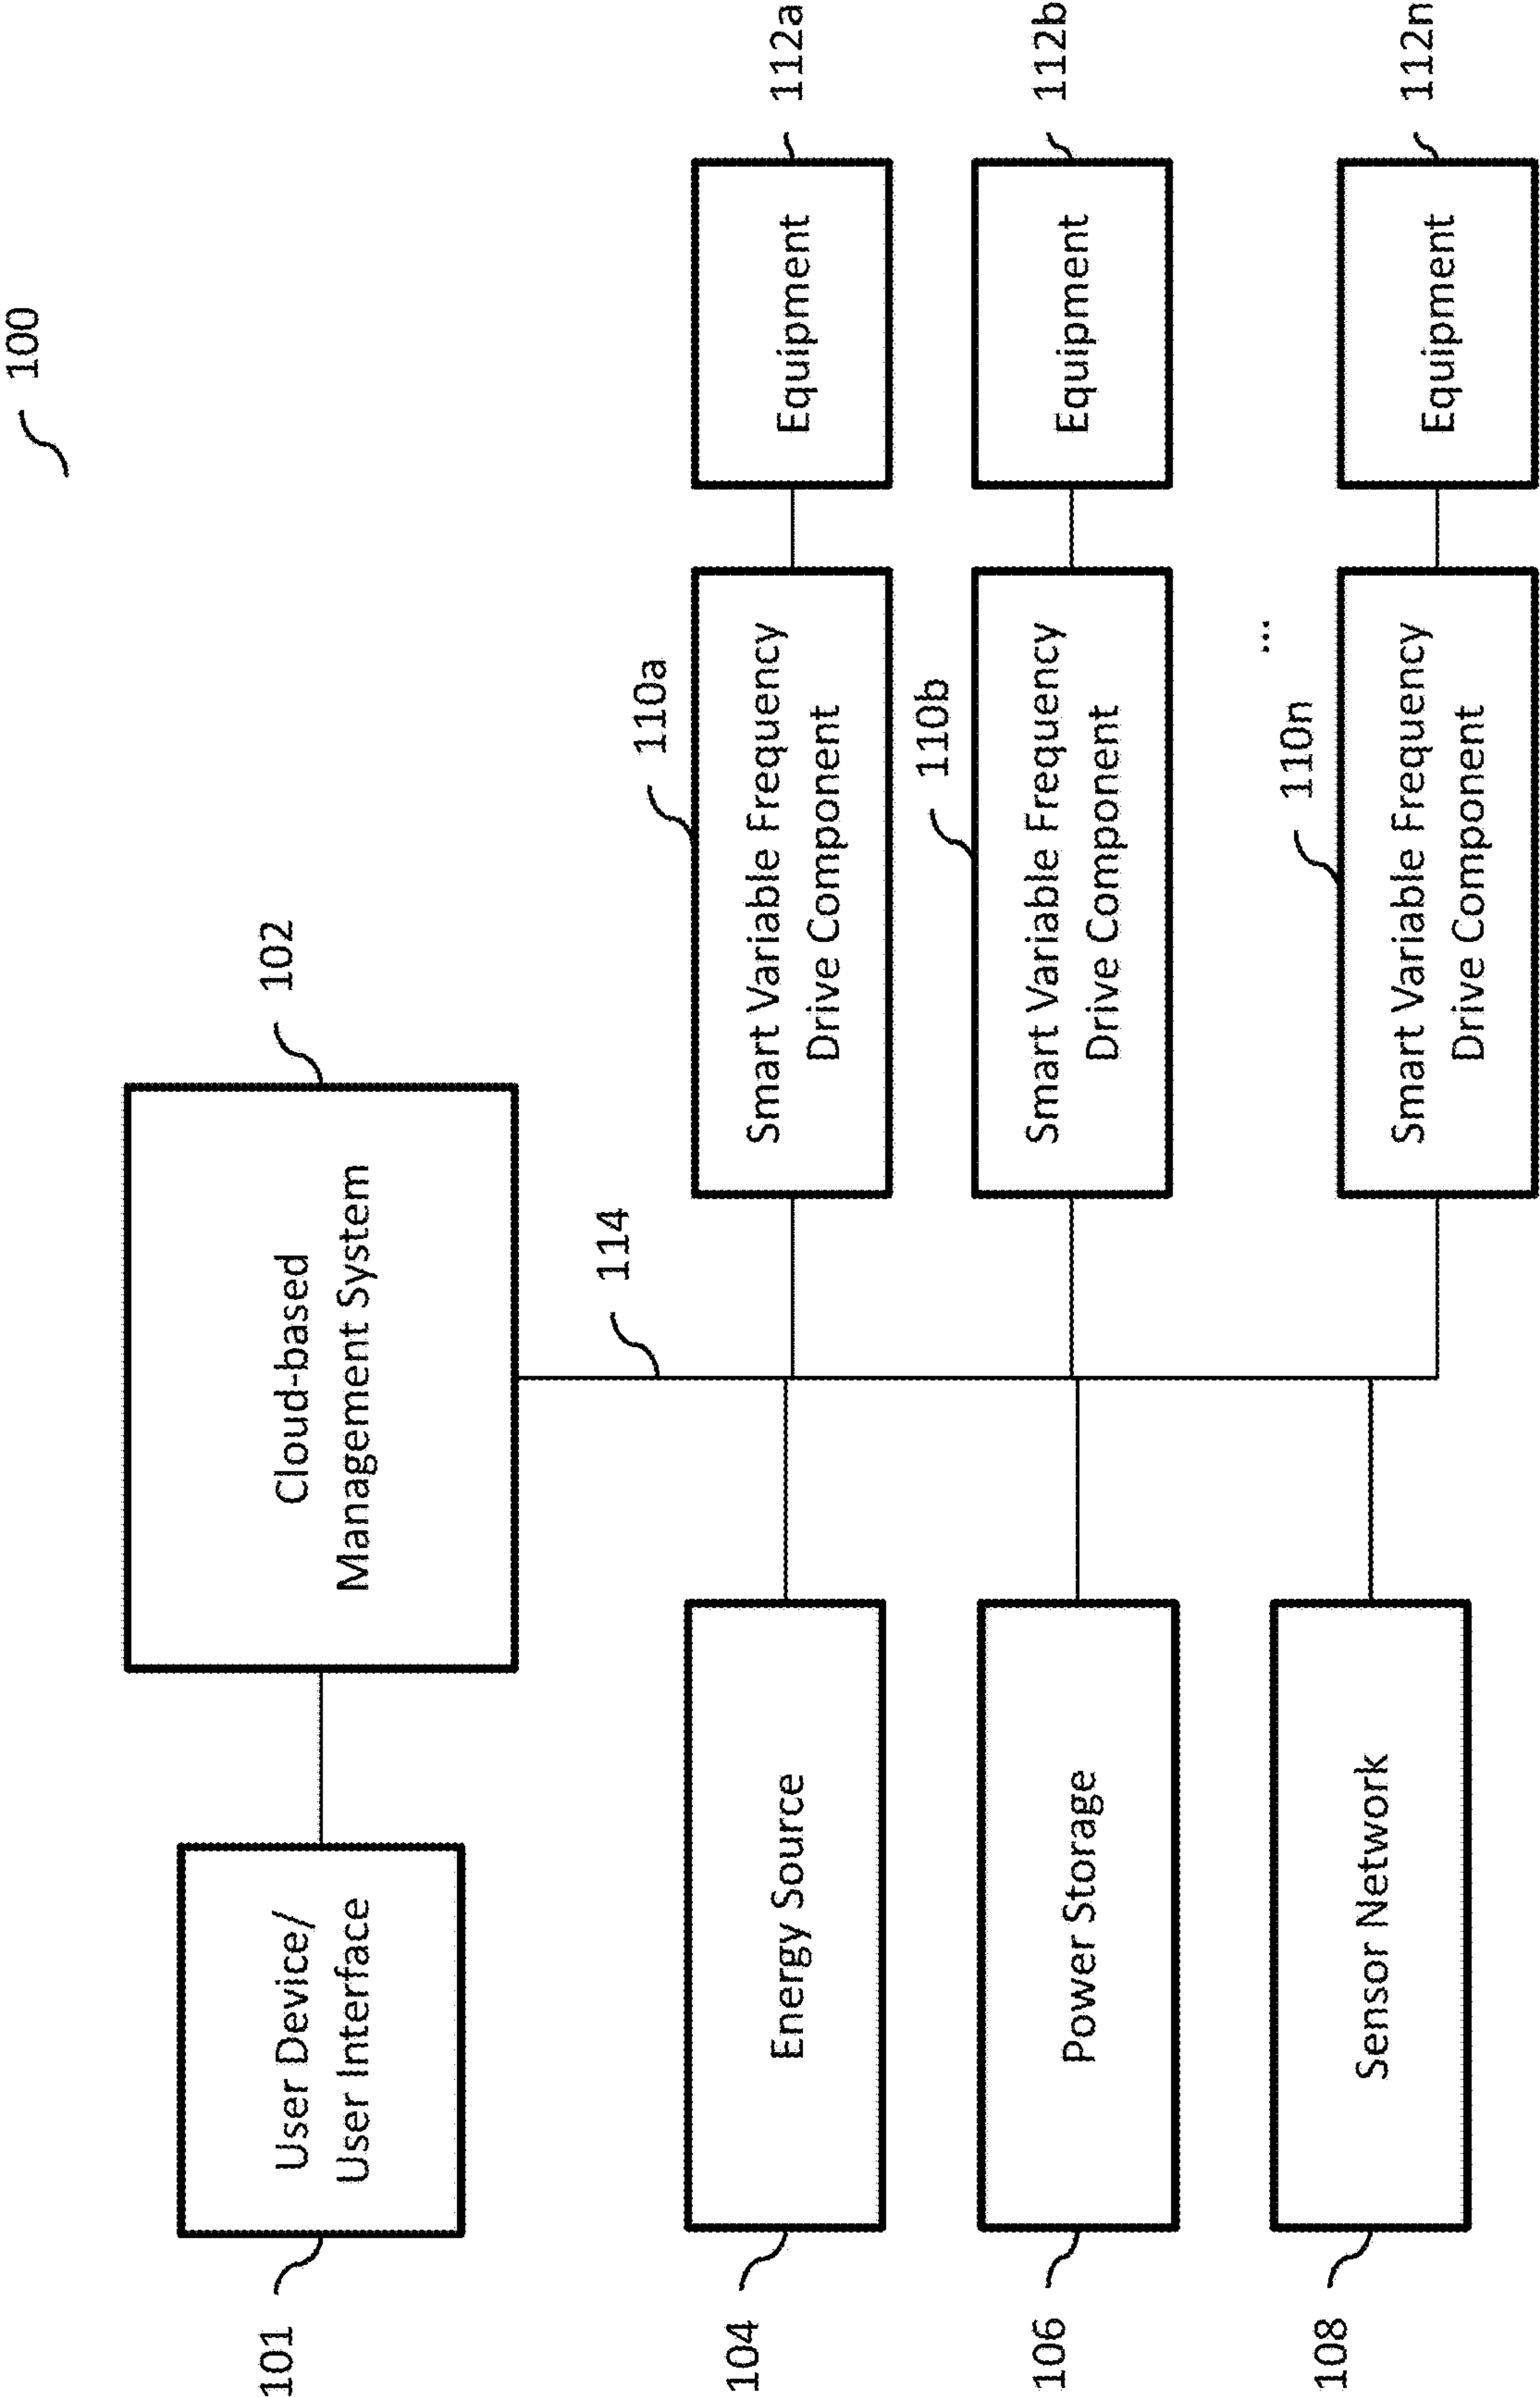 100
102
Cloud-based
Management System
User Device/
User Interface
101
114
110a
Smart Variable Frequency
Drive Component
Equipment
112a
Energy Source
104
110b
Smart Variable Frequency
Drive Component
Equipment
112b
Power Storage
106
...
110n
Smart Variable Frequency
Drive Component
Equipment
112n
Sensor Network
108